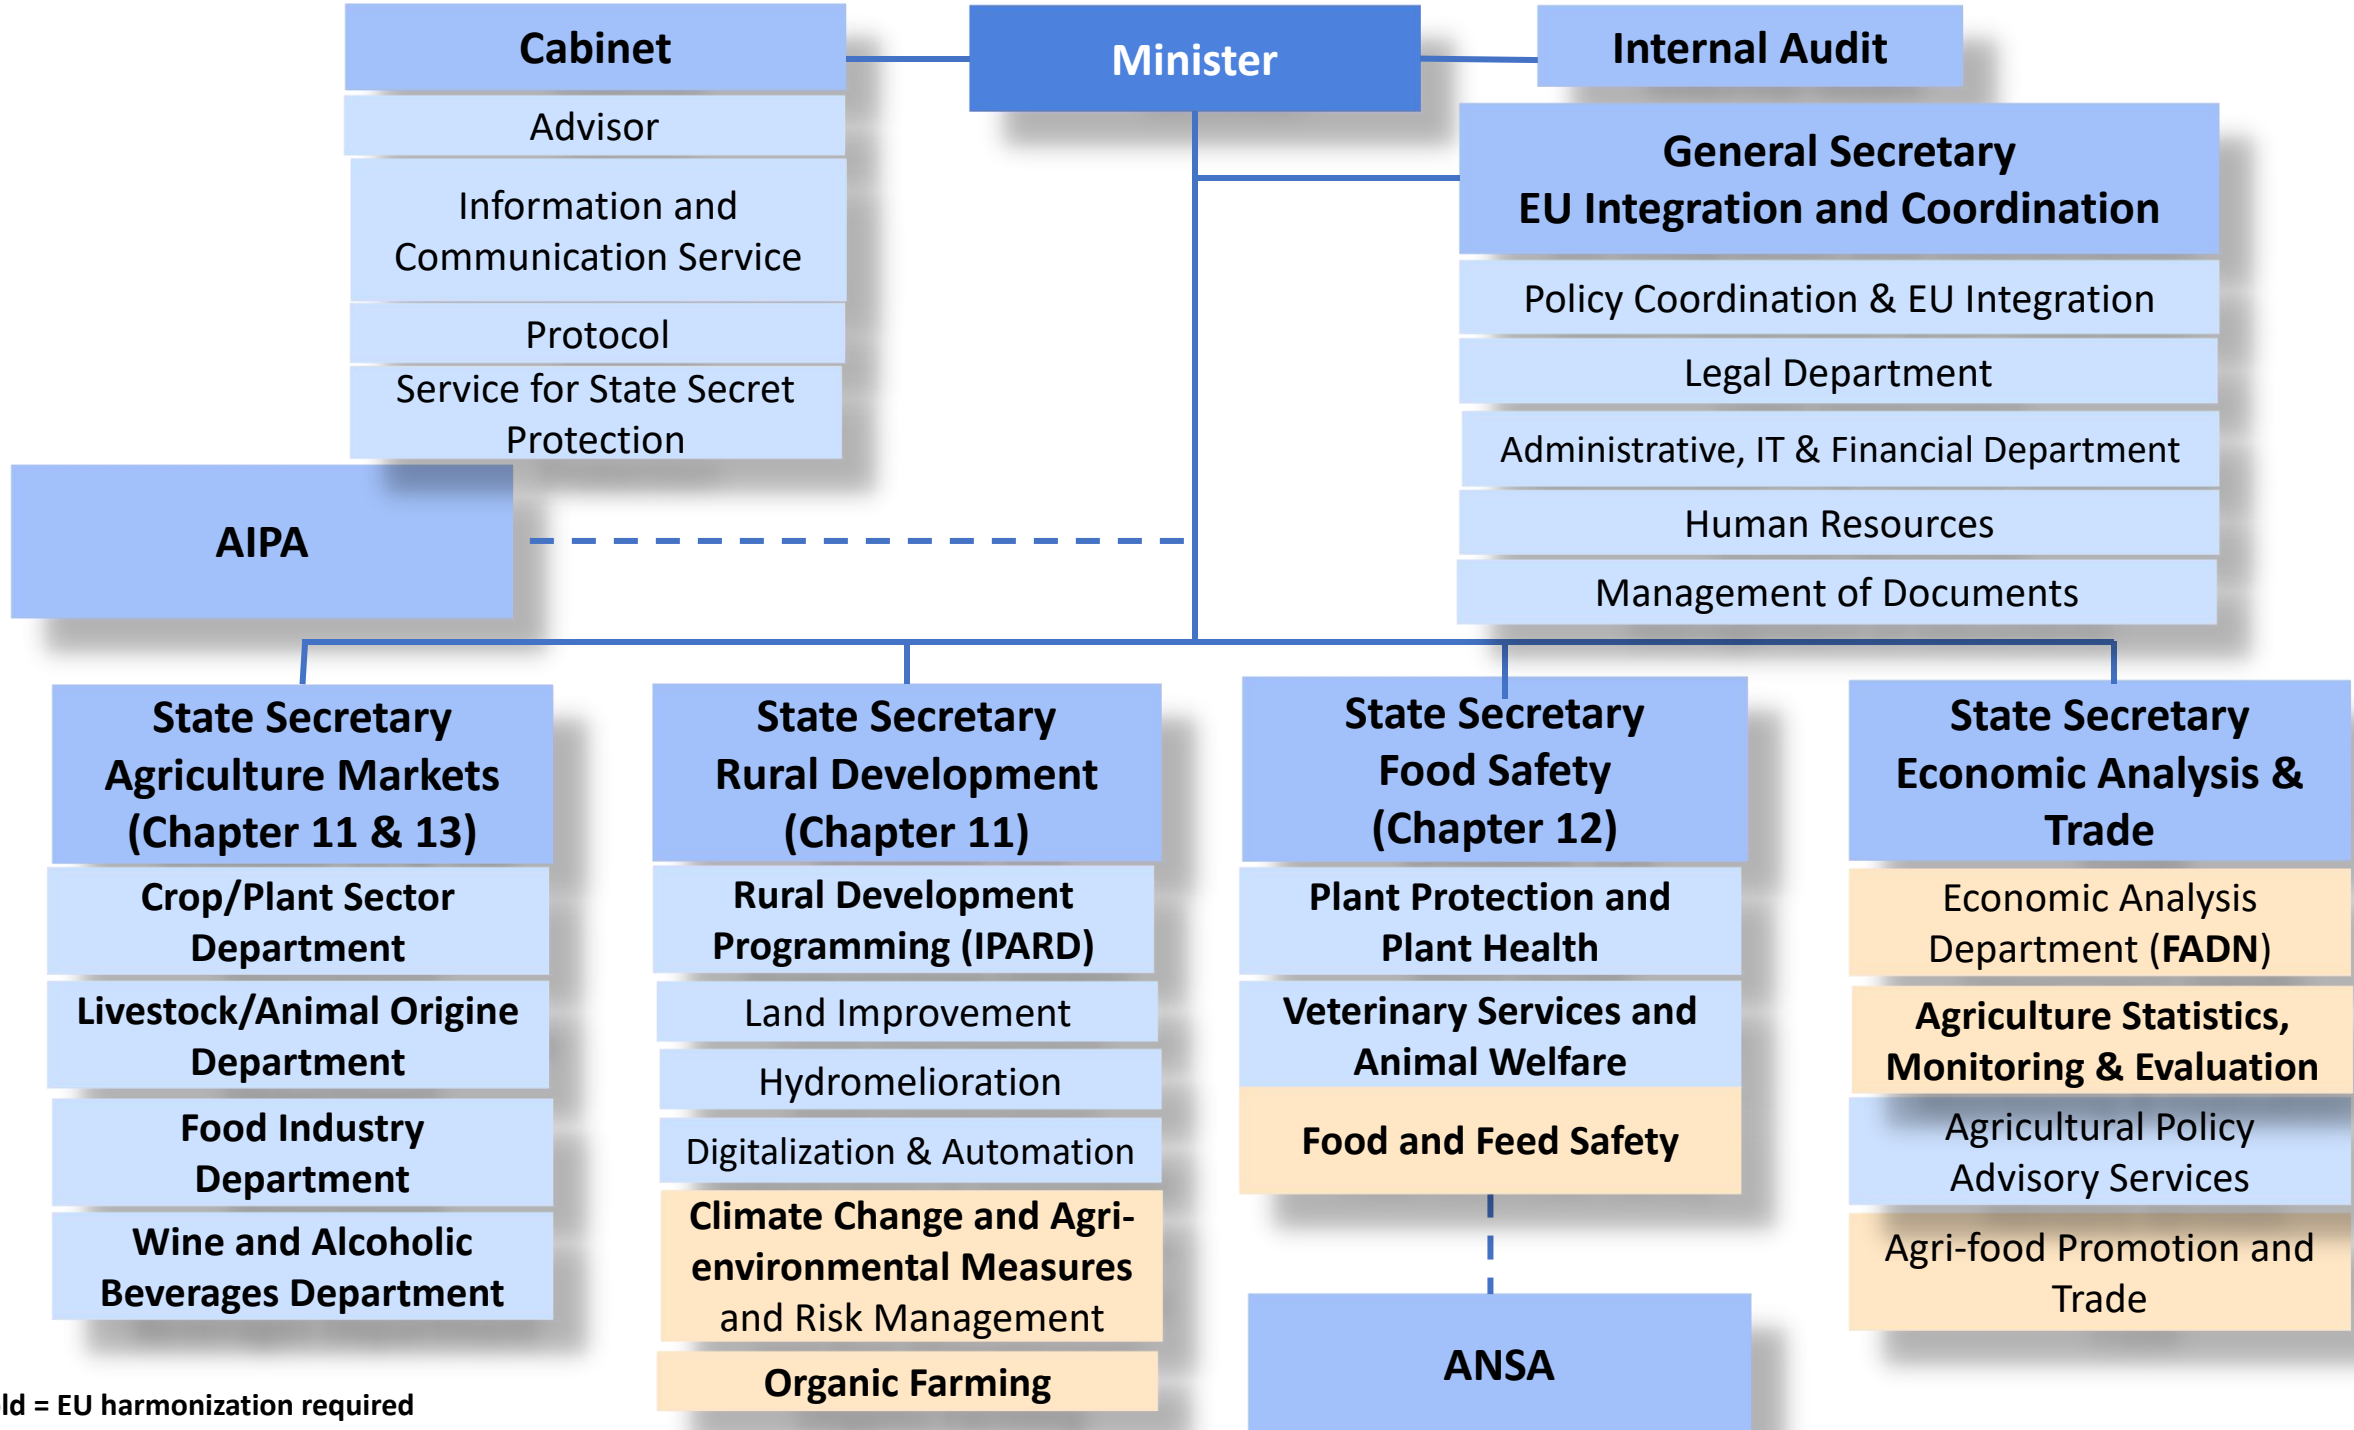 Cabinet
Advisor
Information and
Communication Service
Protocol
Service for State Secret
Protection
Minister
Internal Audit
General Secretary
EU Integration and Coordination
Policy Coordination & EU Integration
Legal Department
Administrative, IT & Financial Department
Human Resources
Management of Documents
AIPA
State Secretary
Agriculture Markets
(Chapter 11 & 13)
Crop/Plant Sector
Department
Livestock/Animal Origine
Department
Food Industry
Department
Wine and Alcoholic
Beverages Department
State Secretary
Rural Development
(Chapter 11)
Rural Development
Programming (IPARD)
Land Improvement
Hydromelioration
Digitalization & Automation
Climate Change and Agri-
environmental Measures
and Risk Management
Organic Farming
State Secretary
Food Safety
(Chapter 12)
Plant Protection and
Plant Health
Veterinary Services and
Animal Welfare
Food and Feed Safety
ANSA
State Secretary
Economic Analysis &
Trade
Economic Analysis
Department (FADN)
Agriculture Statistics,
Monitoring & Evaluation
Agricultural Policy
Advisory Services
Agri-food Promotion and
Trade
ld = EU harmonization required